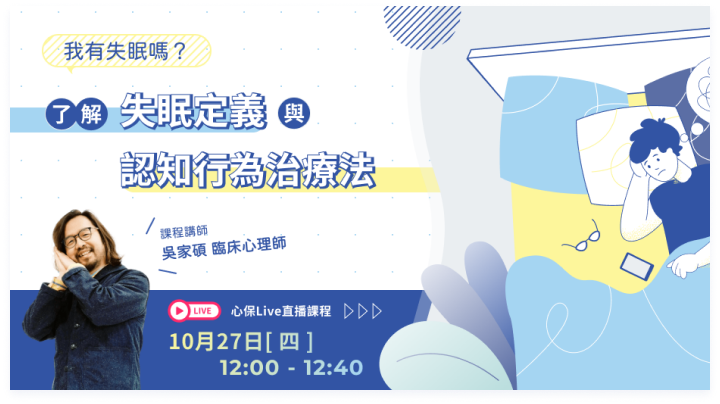 我有失眠嗎？
了解 失眠定義 與
認知行為治療法
課程講師
吳家碩 臨床心理師
LIVE 心保Live直播課程
10月27日[ 四 ]
12:00 - 12:40